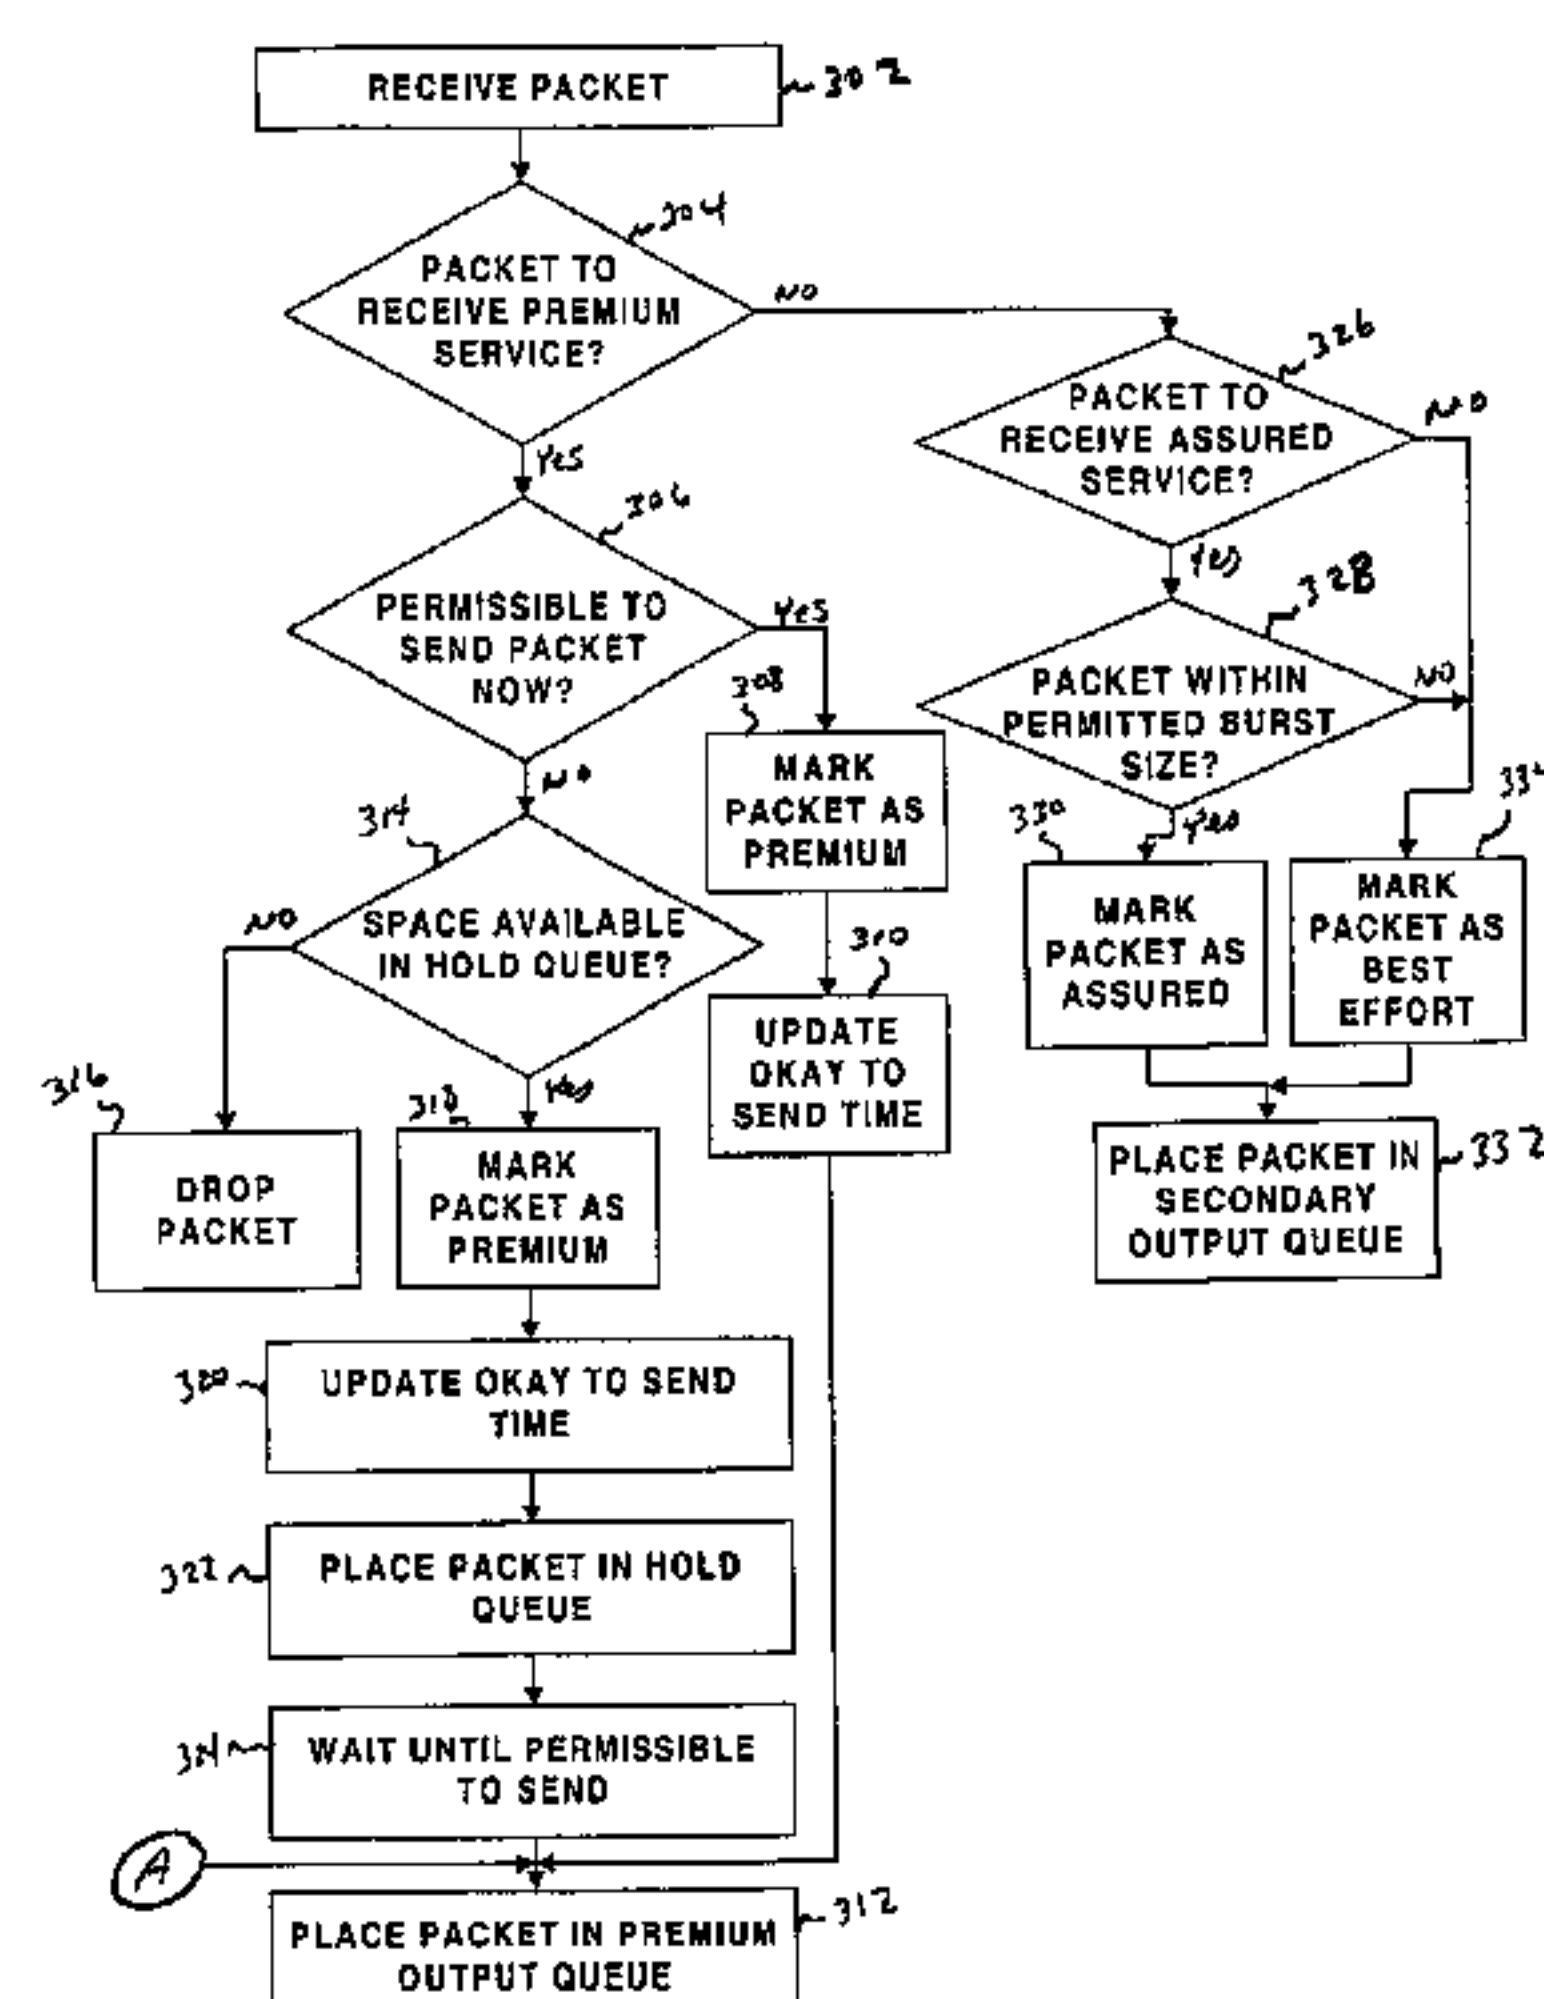 RECEIVE PACKET
302
PACKET TO
RECEIVE PREMIUM
SERVICE?
304
NO
YES
PACKET TO
RECEIVE ASSURED
SERVICE?
326
NO
YES
PERMISSIBLE TO
SEND PACKET
NOW?
306
YES
NO
PACKET WITHIN
PERMITTED BURST
SIZE?
328
NO
YES
308
MARK
PACKET AS
PREMIUM
314
SPACE AVAILABLE
IN HOLD QUEUE?
NO
YES
330
MARK
PACKET AS
ASSURED
MARK
PACKET AS
BEST
EFFORT
310
UPDATE
OKAY TO
SEND TIME
316
DROP
PACKET
318
MARK
PACKET AS
PREMIUM
PLACE PACKET IN
SECONDARY
OUTPUT QUEUE
332
320
UPDATE OKAY TO SEND
TIME
322
PLACE PACKET IN HOLD
QUEUE
324
WAIT UNTIL PERMISSIBLE
TO SEND
A
PLACE PACKET IN PREMIUM
OUTPUT QUEUE
312